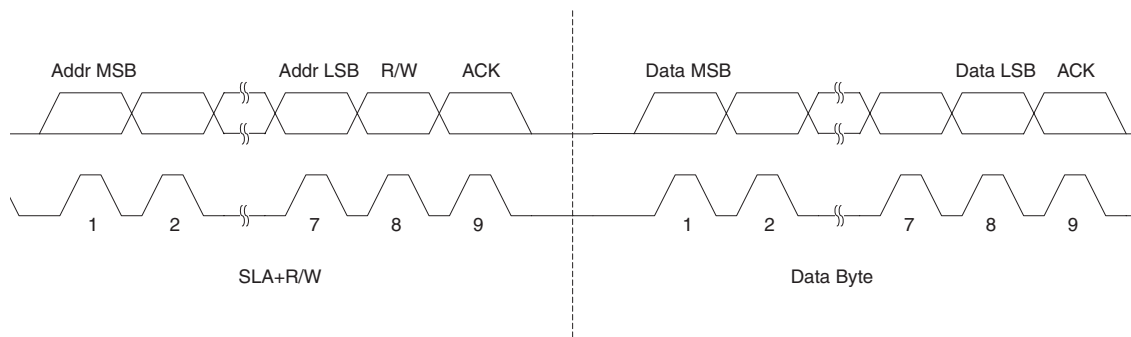 Addr MSB Addr LSB R/W ACK Data MSB Data LSB ACK
1 2 7 8 9 1 2 7 8 9
SLA+R/W Data Byte